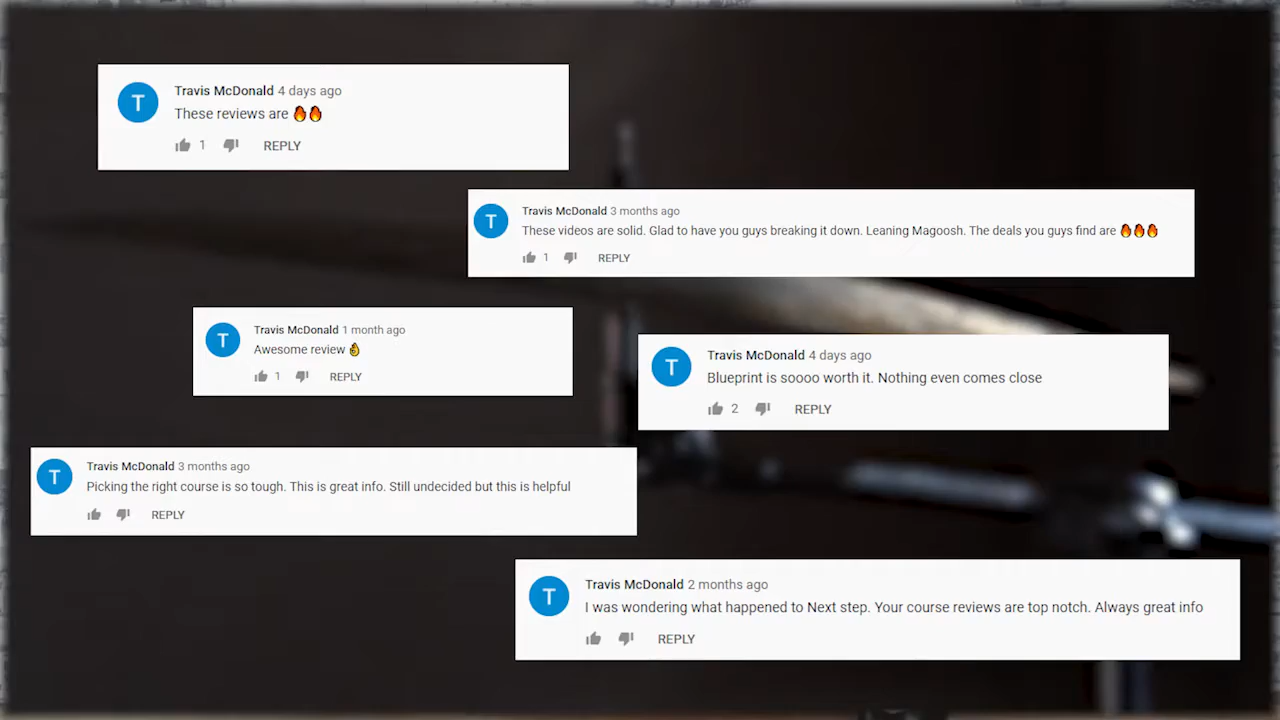 T
Travis McDonald 4 days ago
These reviews are 🔥🔥
1 REPLY
T
Travis McDonald 3 months ago
These videos are solid. Glad to have you guys breaking it down. Leaning Magoosh. The deals you guys find are 🔥🔥🔥
1 REPLY
T
Travis McDonald 1 month ago
Awesome review 👌
1 REPLY
T
Travis McDonald 4 days ago
Blueprint is soooo worth it. Nothing even comes close
2 REPLY
T
Travis McDonald 3 months ago
Picking the right course is so tough. This is great info. Still undecided but this is helpful
REPLY
T
Travis McDonald 2 months ago
I was wondering what happened to Next step. Your course reviews are top notch. Always great info
REPLY